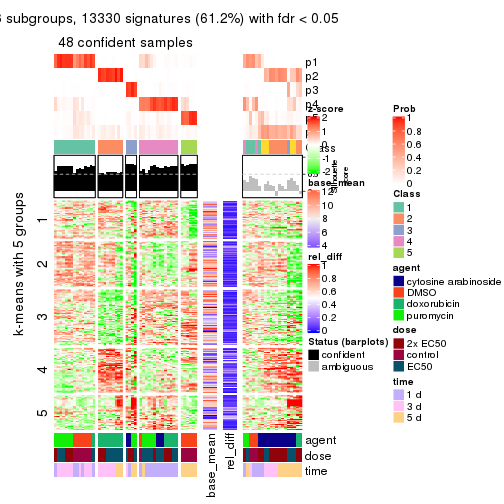 6 subgroups, 13330 signatures (61.2%) with fdr < 0.05
48 confident samples
p1
p2
p3
p4
z-score
2
1
0
-1
-2
base_mean
12
10
8
6
4
rel_diff
1
0.8
0.6
0.4
0.2
0
Status (barplots)
confident
ambiguous
Prob
1
0.8
0.6
0.4
0.2
0
Class
1
2
3
4
5
agent
cytosine arabinoside
DMSO
doxorubicin
puromycin
dose
2x EC50
control
EC50
time
1 d
3 d
5 d
k-means with 5 groups
1
2
3
4
5
base_mean
rel_diff
agent
dose
time